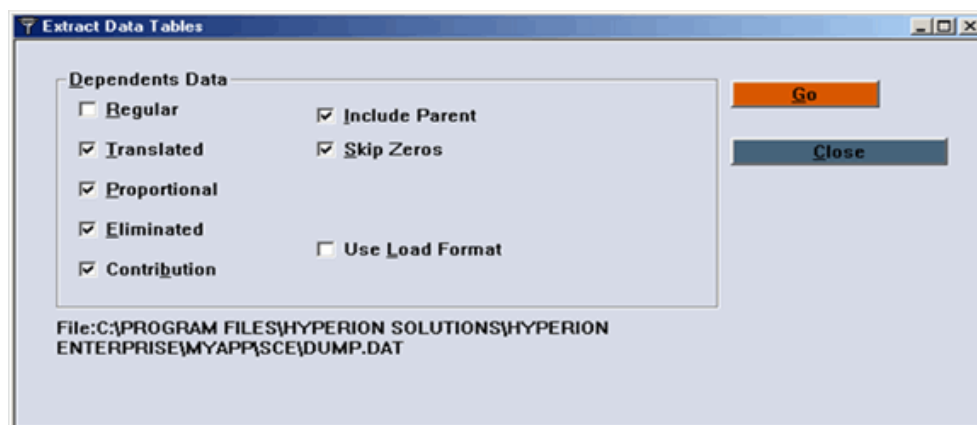 Extract Data Tables
Dependents Data
Regular
Include Parent
Go
Translated
Skip Zeros
Close
Proportional
Eliminated
Use Load Format
Contribution
File:C:\PROGRAM FILES\HYPERION SOLUTIONS\HYPERION
ENTERPRISE\MYAPP\SCE\DUMP.DAT